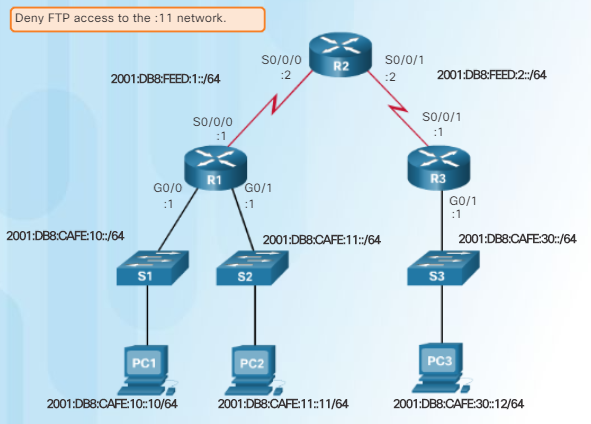 Deny FTP access to the :11 network.
S0/0/0
:2
R2
S0/0/1
:2
2001:DB8:FEED:1::/64
2001:DB8:FEED:2::/64
S0/0/0
:1
S0/0/1
:1
R1
R3
G0/0
:1
G0/1
:1
G0/1
:1
2001:DB8:CAFE:10::/64
2001:DB8:CAFE:11::/64
2001:DB8:CAFE:30::/64
S1
S2
S3
PC1
PC2
PC3
2001:DB8:CAFE:10::10/64
2001:DB8:CAFE:11::11/64
2001:DB8:CAFE:30::12/64